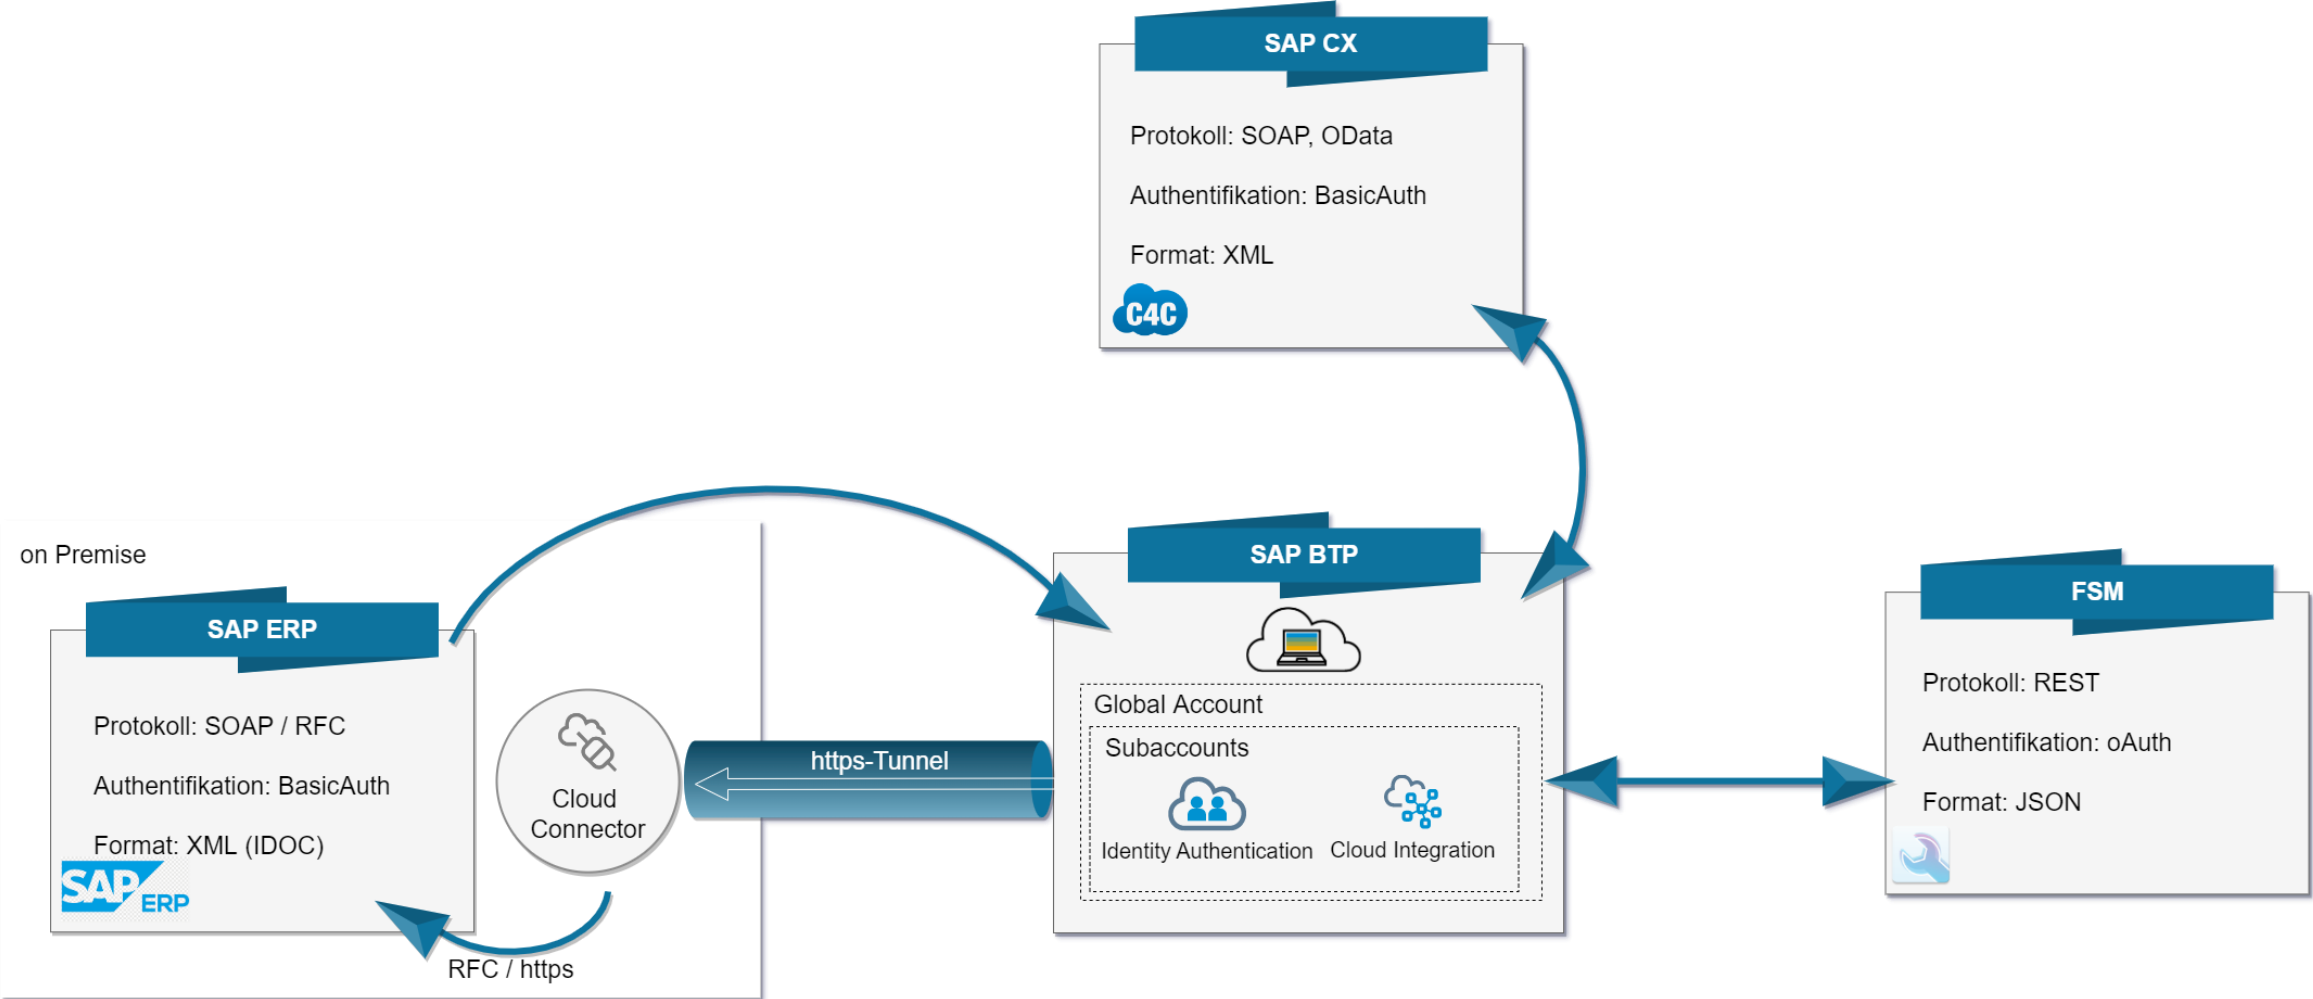 SAP CX
Protokoll: SOAP, OData
Authentifikation: BasicAuth
Format: XML
C4C
on Premise
SAP ERP
Protokoll: SOAP / RFC
Authentifikation: BasicAuth
Format: XML (IDOC)
SAP ERP
Cloud
Connector
RFC / https
https-Tunnel
SAP BTP
Global Account
Subaccounts
Identity Authentication
Cloud Integration
FSM
Protokoll: REST
Authentifikation: oAuth
Format: JSON